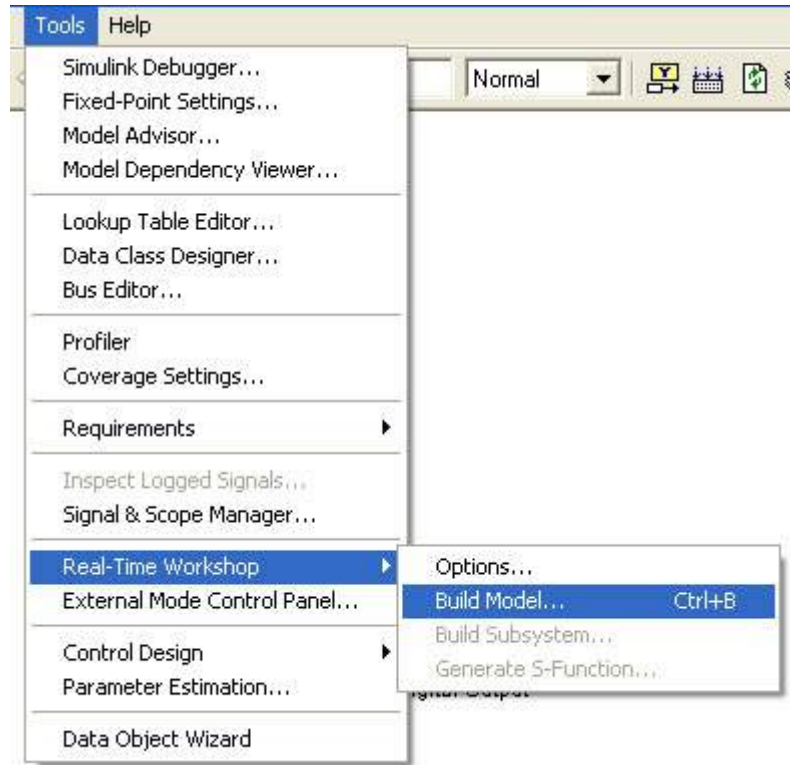 Tools Help
Normal
Simulink Debugger...
Fixed-Point Settings...
Model Advisor...
Model Dependency Viewer...
Lookup Table Editor...
Data Class Designer...
Bus Editor...
Profiler
Coverage Settings...
Requirements
Inspect Logged Signals...
Signal & Scope Manager...
Real-Time Workshop
External Mode Control Panel...
Control Design
Parameter Estimation...
Data Object Wizard
Options...
Build Model... Ctrl+B
Build Subsystem...
Generate S-Function...
Output